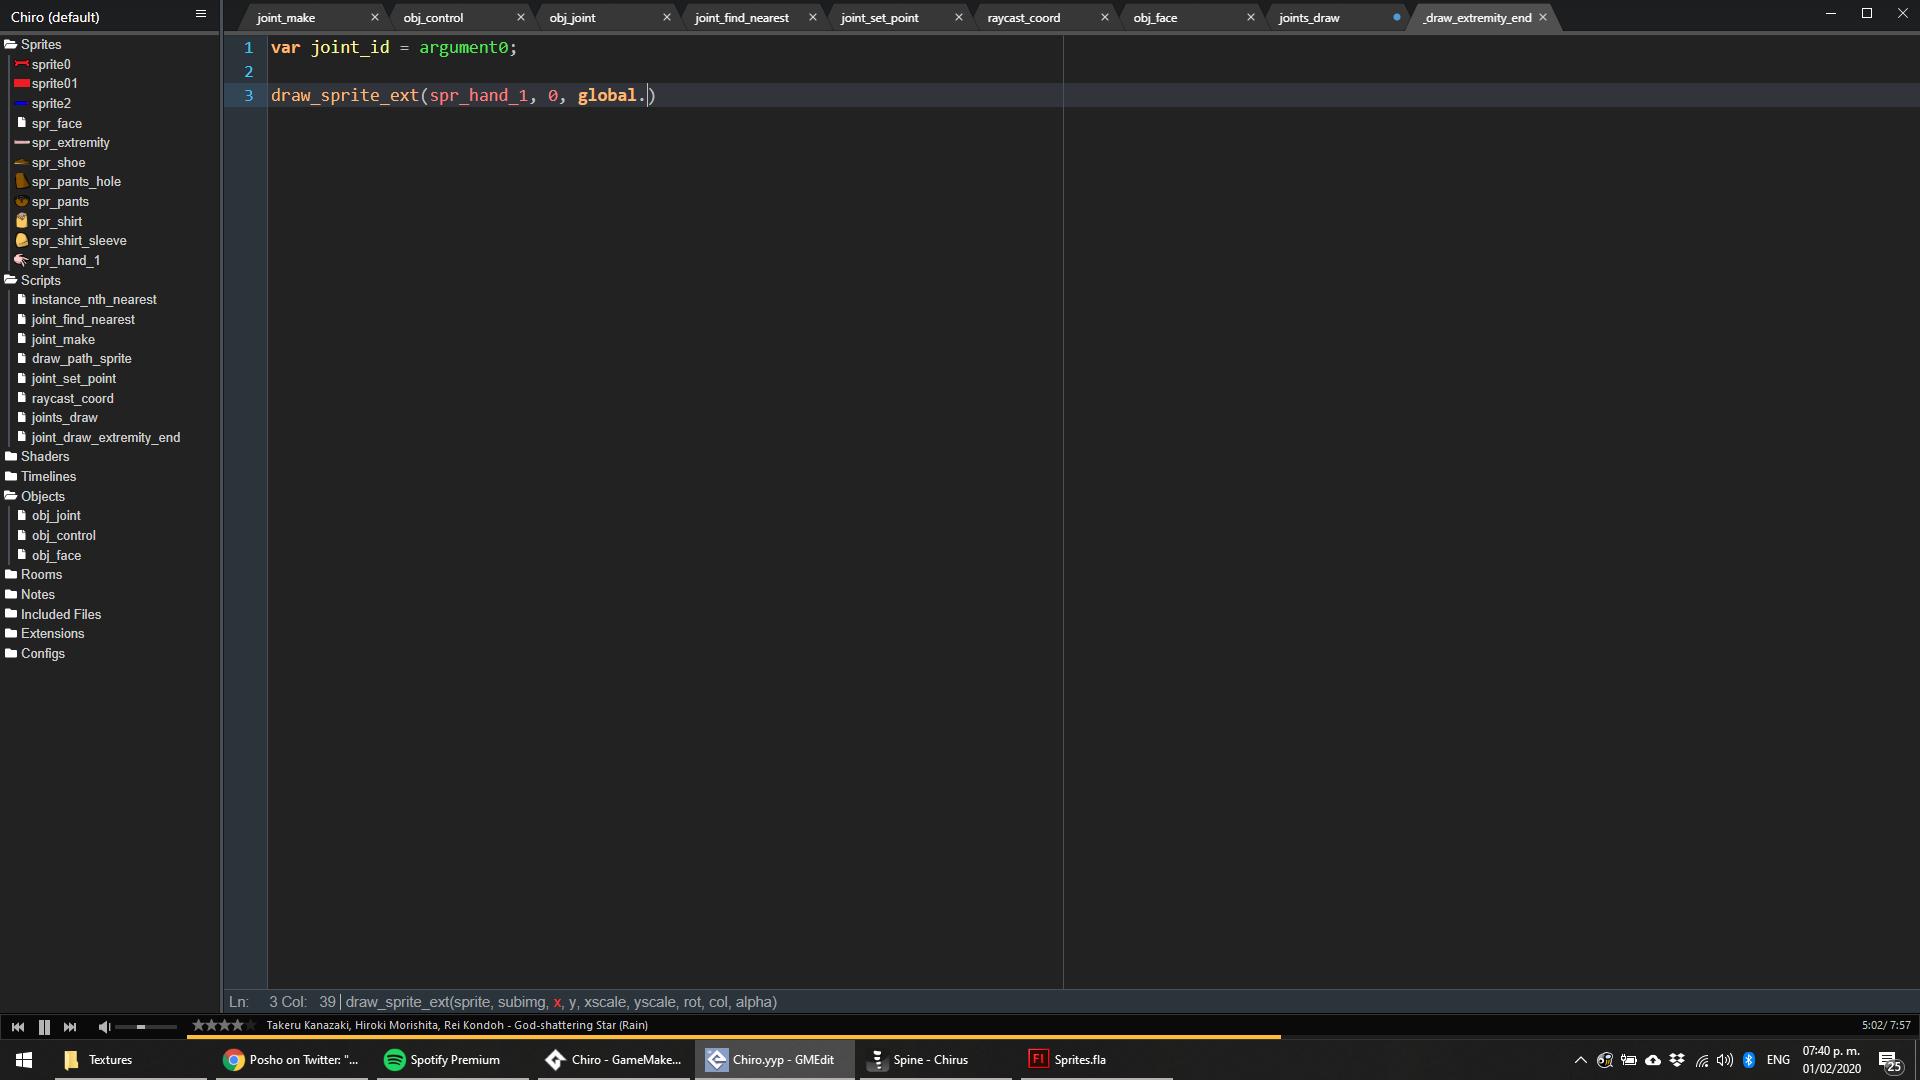 Chiro (default)
joint_make
obj_control
obj_joint
joint_find_nearest
joint_set_point
raycast_coord
obj_face
joints_draw
_draw_extremity_end
Sprites
sprite0
sprite01
sprite2
spr_face
spr_extremity
spr_shoe
spr_pants_hole
spr_pants
spr_shirt
spr_shirt_sleeve
spr_hand_1
Scripts
instance_nth_nearest
joint_find_nearest
joint_make
draw_path_sprite
joint_set_point
raycast_coord
joints_draw
joint_draw_extremity_end
Shaders
Timelines
Objects
obj_joint
obj_control
obj_face
Rooms
Notes
Included Files
Extensions
Configs
1 var joint_id = argument0;
2
3 draw_sprite_ext(spr_hand_1, 0, global.)
Ln: 3 Col: 39 draw_sprite_ext(sprite, subimg, x, y, xscale, yscale, rot, col, alpha)
Takeru Kanazaki, Hiroki Morishita, Rei Kondoh - God-shattering Star (Rain)
5:02/ 7:57
Textures
Posho on Twitter: "...
Spotify Premium
Chiro - GameMake...
Chiro.yyp - GMEdit
Spine - Chirus
Fl
Sprites.fla
ENG
07:40 p. m.
01/02/2020
25